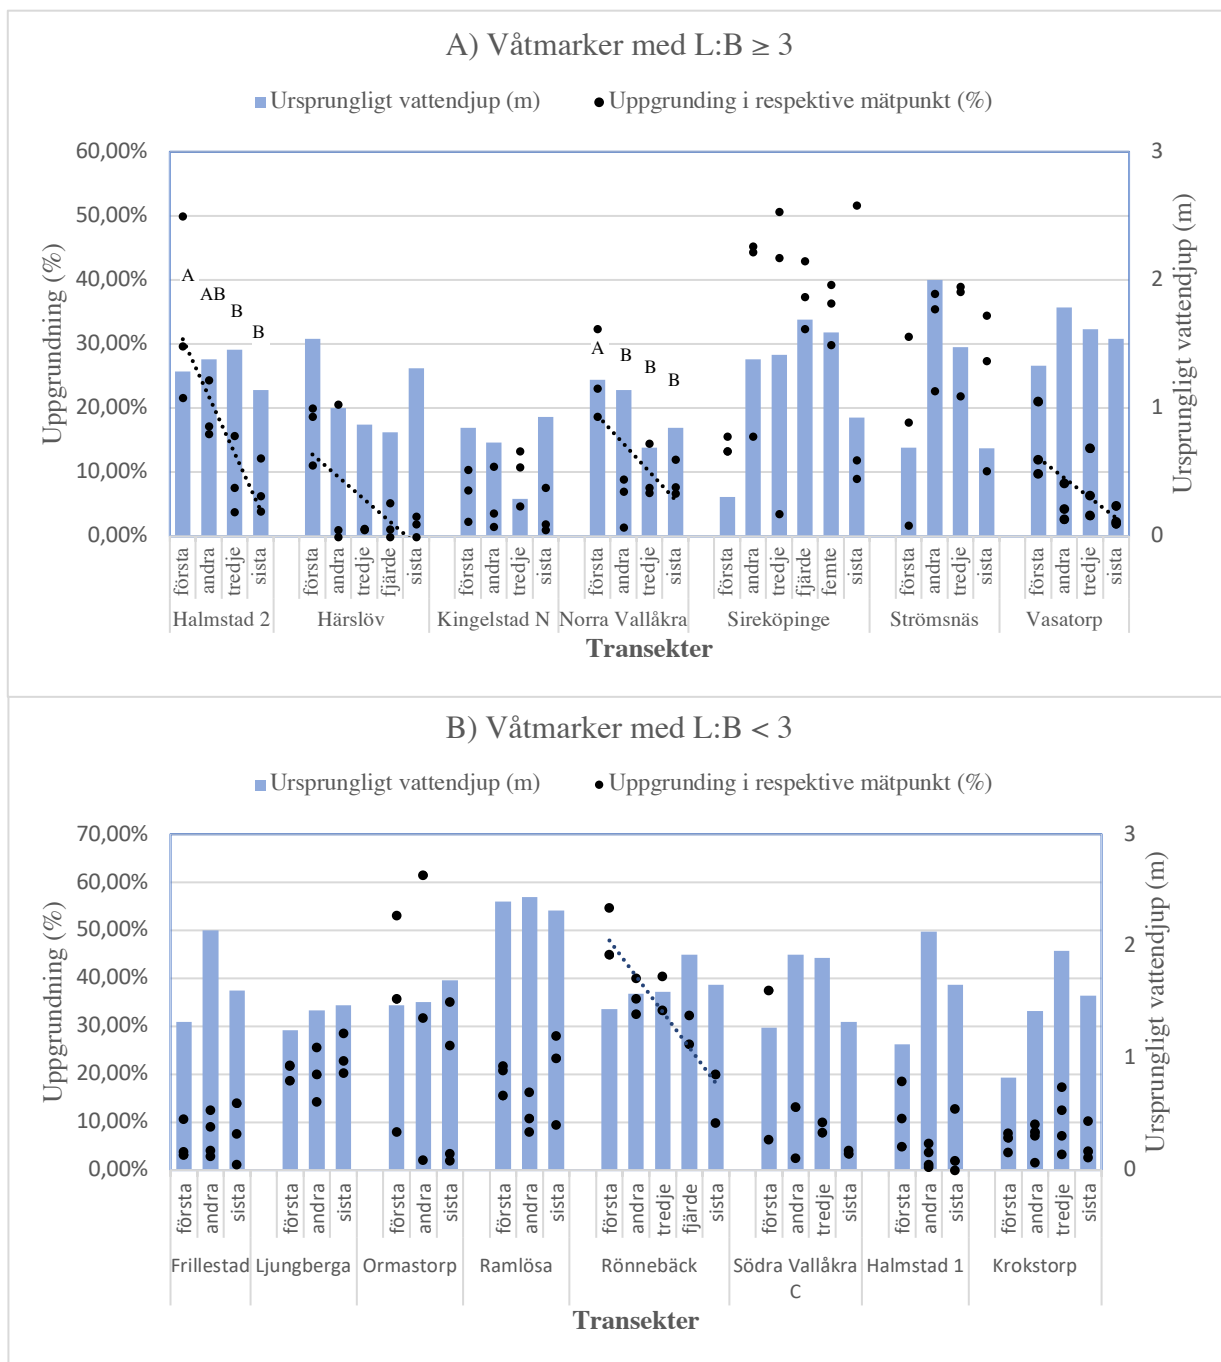 A) Våtmarker med L:B ≥ 3
Ursprungligt vattendjup (m) Uppgrunding i respektive mätpunkt (%)
60,00%
50,00%
40,00%
30,00%
20,00%
10,00%
0,00%
Uppgrundning (%)
3
2
1
0
Ursprungligt vattendjup (m)
A
AB
B
B
A
B
B
B
första andra tredje sista
första andra tredje fjärde sista
första andra tredje sista
första andra tredje sista
första andra tredje fjärde femte sista
första andra tredje sista
första andra tredje sista
Halmstad 2 Härslöv Kingelstad N Norra Vallåkra Sireköpinge Strömsnäs Vasatorp
Transekter
B) Våtmarker med L:B < 3
Ursprungligt vattendjup (m) Uppgrunding i respektive mätpunkt (%)
70,00%
60,00%
50,00%
40,00%
30,00%
20,00%
10,00%
0,00%
Uppgrundning (%)
3
2
1
0
Ursprungligt vattendjup (m)
första andra sista
första andra sista
första andra sista
första andra sista
första andra tredje fjärde sista
första andra tredje sista
första andra sista
första andra tredje sista
Frillestad Ljungberga Ormastorp Ramlösa Rönnebäck Södra Vallåkra Halmstad 1 Krokstorp
C
Transekter